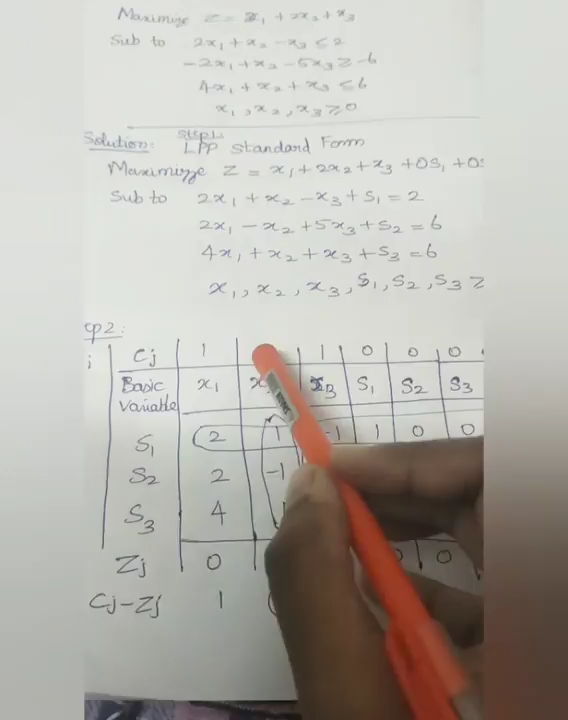 Maximize Z = x₁ + 2x₂ + x₃
Sub to 2x₁ + x₂ - x₃ ≤ 2
-2x₁ + x₂ - 5x₃ ≥ -6
4x₁ + x₂ + x₃ ≤ 6
x₁, x₂, x₃ ≥ 0
Solution: Step1: LPP Standard Form
Maximizze Z = x₁ + 2x₂ + x₃ + 0S₁ + 0S
Sub to 2x₁ + x₂ - x₃ + S₁ = 2
2x₁ - x₂ + 5x₃ + S₂ = 6
4x₁ + x₂ + x₃ + S₃ = 6
x₁, x₂, x₃, S₁, S₂, S₃ ≥
ep2:
j Cj 1 1 0 0 0
Basic Variable x₁ x x₃ S₁ S₂ S₃
S₁ 2 1 -1 1 0 0
S₂ 2 -1
S₃ 4
Zj 0 0 0
Cj-Zj 1